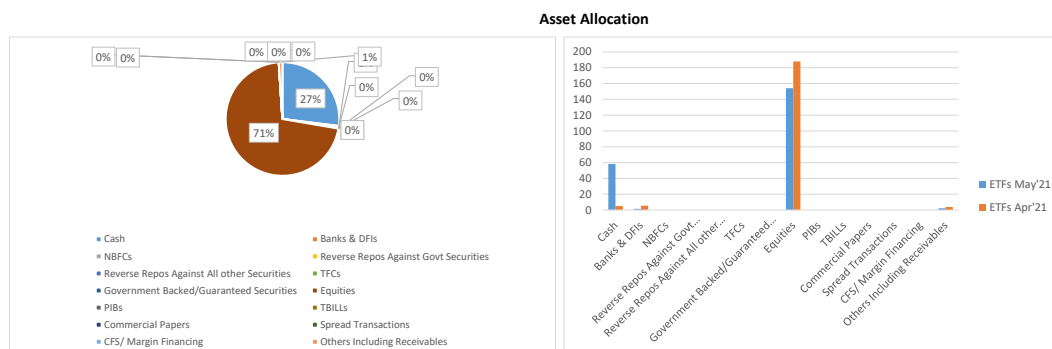 Asset Allocation
0% 0% 0% 0% 0% 1%
0%
0%
0%
27%
0%
71%
Cash
Banks & DFIs
NBFCs
Reverse Repos Against Govt Securities
Reverse Repos Against All other Securities
TFCs
Government Backed/Guaranteed Securities
Equities
PIBs
TBILLS
Commercial Papers
Spread Transactions
CFS/ Margin Financing
Others Including Receivables
200
180
160
140
120
100
80
60
40
20
0
Cash
Banks & DFIs
NBFCs
Reverse Repos Against Govt...
Reverse Repos Against All other...
TFCs
Government Backed/Guaranteed...
Equities
PIBs
TBILLS
Commercial Papers
Spread Transactions
CFS/ Margin Financing
Others Including Receivables
ETFs May'21
ETFs Apr'21